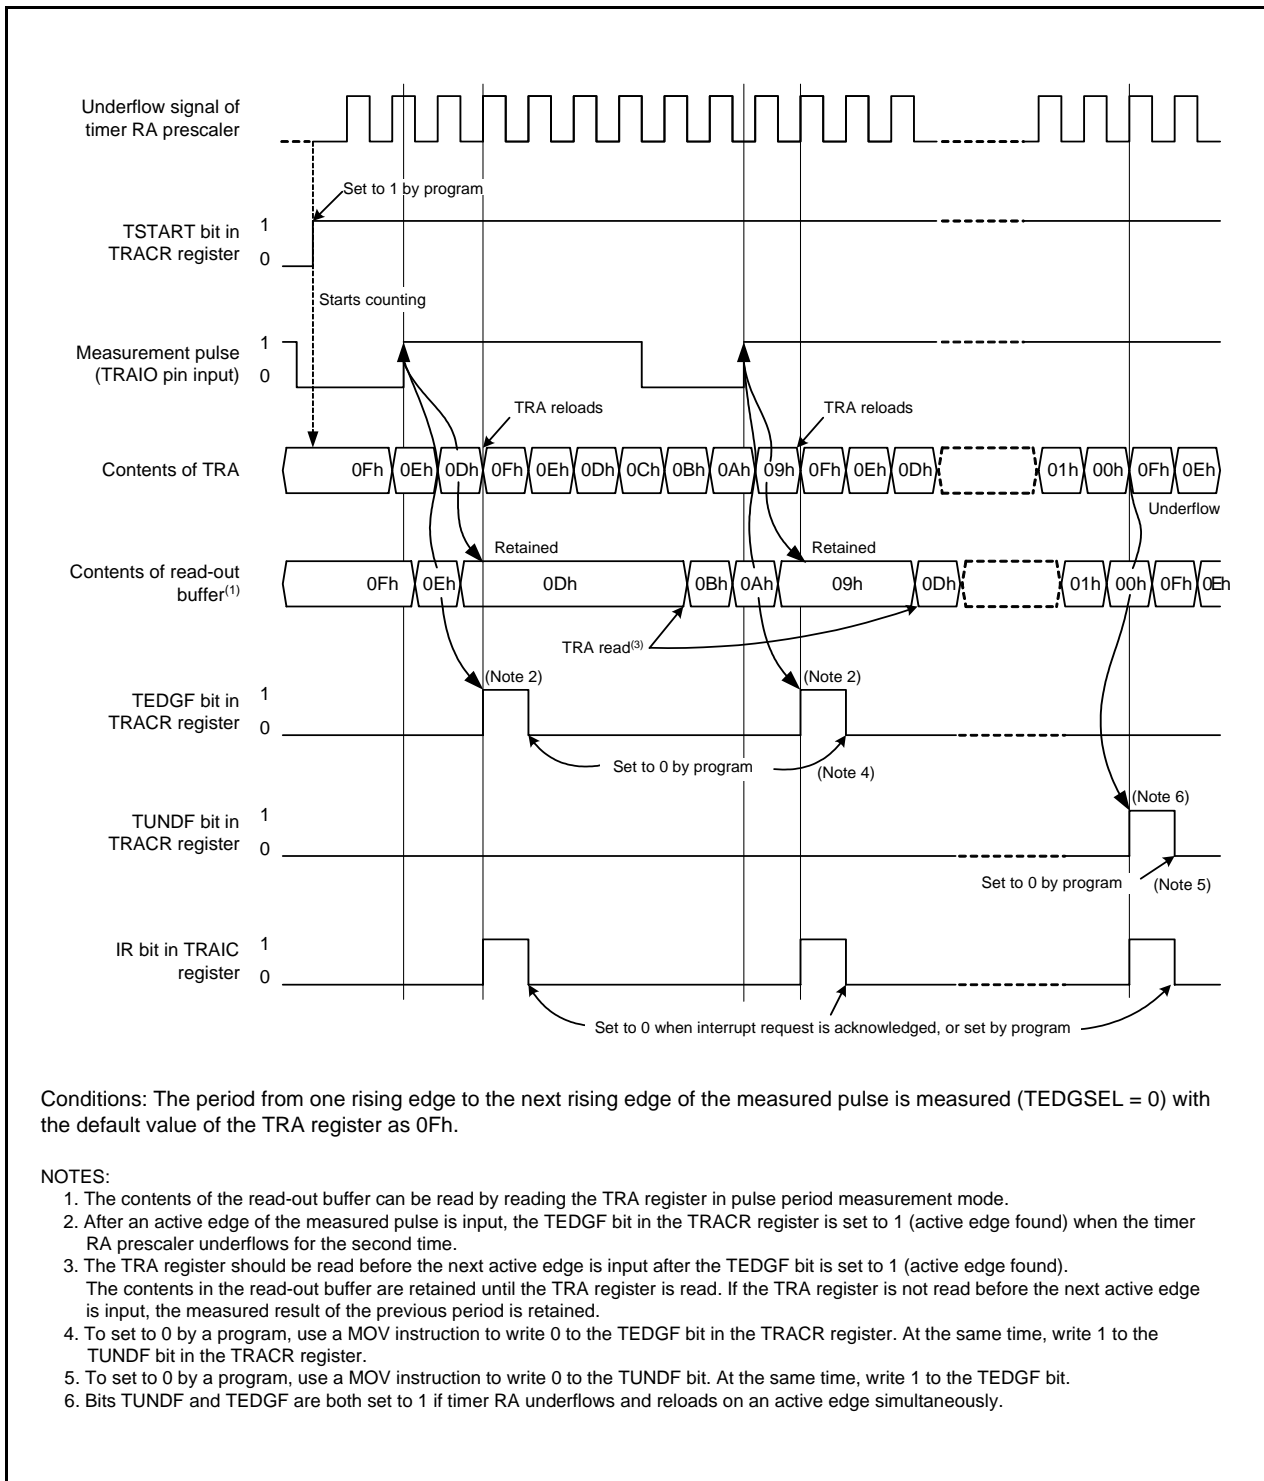 Underflow signal of
timer RA prescaler
Set to 1 by program
TSTART bit in
TRACR register
1
0
Starts counting
Measurement pulse
(TRAIO pin input)
1
0
TRA reloads
TRA reloads
Contents of TRA
0Fh 0Eh 0Dh 0Fh 0Eh 0Dh 0Ch 0Bh 0Ah 09h 0Fh 0Eh 0Dh 01h 00h 0Fh 0Eh
Underflow
Retained
Retained
Contents of read-out
buffer(1)
0Fh 0Eh 0Dh 0Bh 0Ah 09h 0Dh 01h 00h 0Fh 0Eh
TRA read(3)
(Note 2)
(Note 2)
TEDGF bit in
TRACR register
1
0
Set to 0 by program
(Note 4)
(Note 6)
TUNDF bit in
TRACR register
1
0
Set to 0 by program
(Note 5)
IR bit in TRAIC
register
1
0
Set to 0 when interrupt request is acknowledged, or set by program
Conditions: The period from one rising edge to the next rising edge of the measured pulse is measured (TEDGSEL = 0) with
the default value of the TRA register as 0Fh.
NOTES:
1. The contents of the read-out buffer can be read by reading the TRA register in pulse period measurement mode.
2. After an active edge of the measured pulse is input, the TEDGF bit in the TRACR register is set to 1 (active edge found) when the timer
RA prescaler underflows for the second time.
3. The TRA register should be read before the next active edge is input after the TEDGF bit is set to 1 (active edge found).
The contents in the read-out buffer are retained until the TRA register is read. If the TRA register is not read before the next active edge
is input, the measured result of the previous period is retained.
4. To set to 0 by a program, use a MOV instruction to write 0 to the TEDGF bit in the TRACR register. At the same time, write 1 to the
TUNDF bit in the TRACR register.
5. To set to 0 by a program, use a MOV instruction to write 0 to the TUNDF bit. At the same time, write 1 to the TEDGF bit.
6. Bits TUNDF and TEDGF are both set to 1 if timer RA underflows and reloads on an active edge simultaneously.